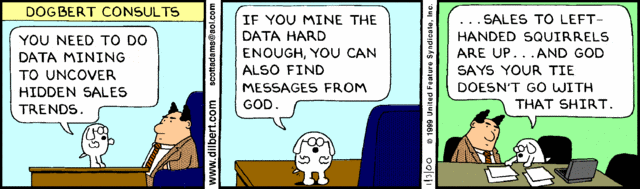 DOGBERT CONSULTS
YOU NEED TO DO
DATA MINING
TO UNCOVER
HIDDEN SALES
TRENDS.
scottadams@aol.com
www.dilbert.com
IF YOU MINE THE
DATA HARD
ENOUGH, YOU CAN
ALSO FIND
MESSAGES FROM
GOD.
...SALES TO LEFT-
HANDED SQUIRRELS
ARE UP...AND GOD
SAYS YOUR TIE
DOESN'T GO WITH
THAT SHIRT.
© 1999 United Feature Syndicate, Inc.